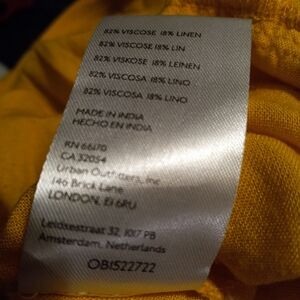 82% VISCOSE 18% LINEN
82% VISCOSE 18% LIN
82% VISKOSE 18% LEINEN
82% VISCOSA 18% LINO
82% VISCOSA 18% LINO
MADE IN INDIA
HECHO EN INDIA
RN 66170
CA 32054
Urban Outfitters, Inc
146 Brick Lane
LONDON, E1 6RU
Leidsestraat 32, 1017 PB
Amsterdam, Netherlands
OB1522722